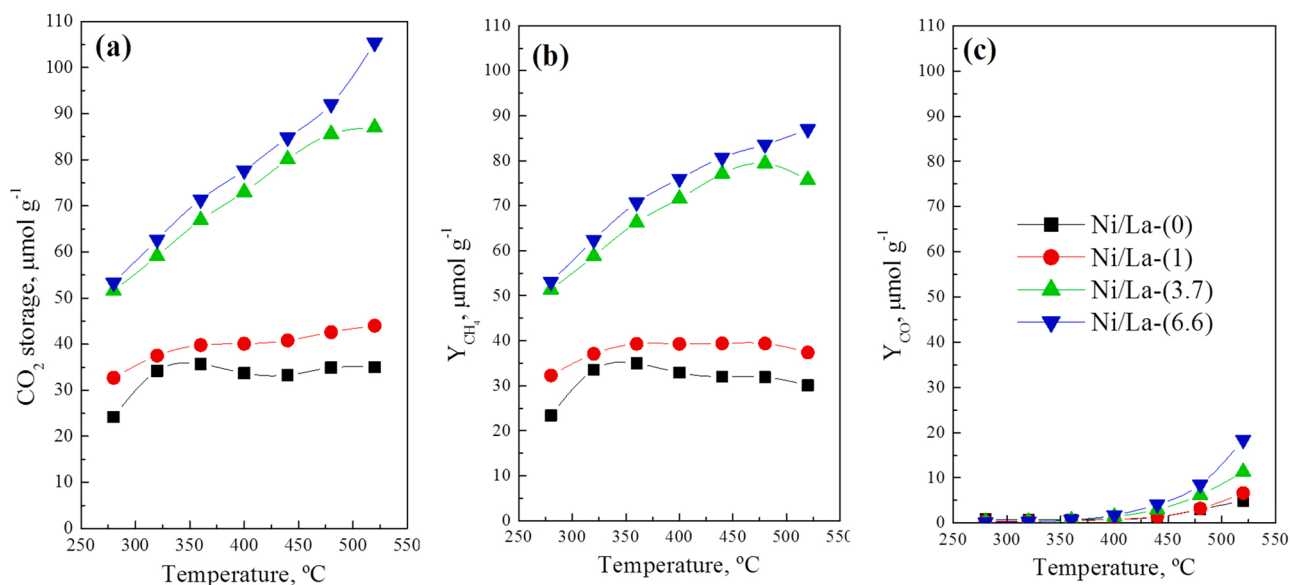 (a)
110
100
90
80
70
60
50
40
30
20
10
0
CO₂ storage, μmol g⁻¹
250 300 350 400 450 500 550
Temperature, ºC
(b)
110
100
90
80
70
60
50
40
30
20
10
0
Y_CH₄, μmol g⁻¹
250 300 350 400 450 500 550
Temperature, ºC
(c)
110
100
90
80
70
60
50
40
30
20
10
0
Y_CO, μmol g⁻¹
Ni/La-(0)
Ni/La-(1)
Ni/La-(3.7)
Ni/La-(6.6)
250 300 350 400 450 500 550
Temperature, ºC